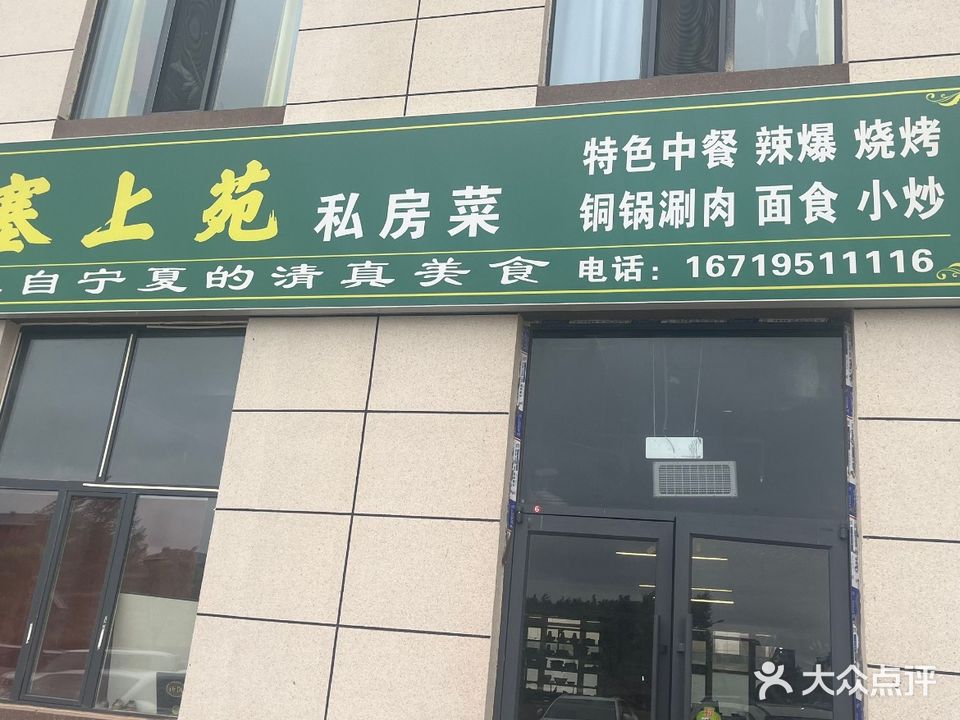 塞上苑 私房菜
自宁夏的清真美食
特色中餐 辣爆 烧烤
铜锅涮肉 面食 小炒
电话：16719511116
6
大众点评